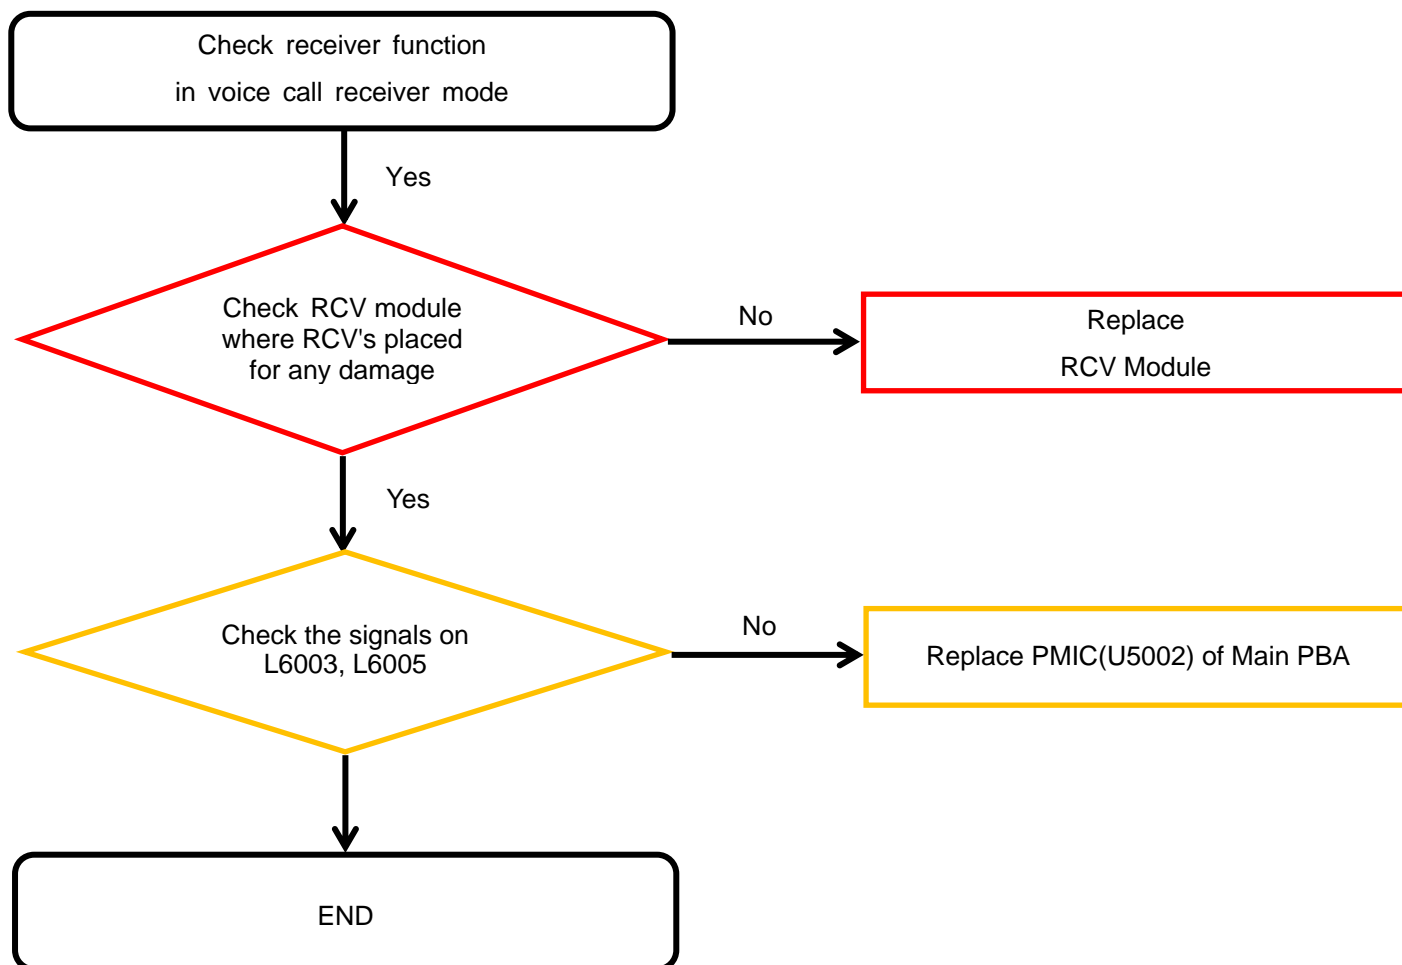 Check receiver function
in voice call receiver mode
Yes
Check RCV module
where RCV's placed
for any damage
No
Replace
RCV Module
Yes
Check the signals on
L6003, L6005
No
Replace PMIC(U5002) of Main PBA
END